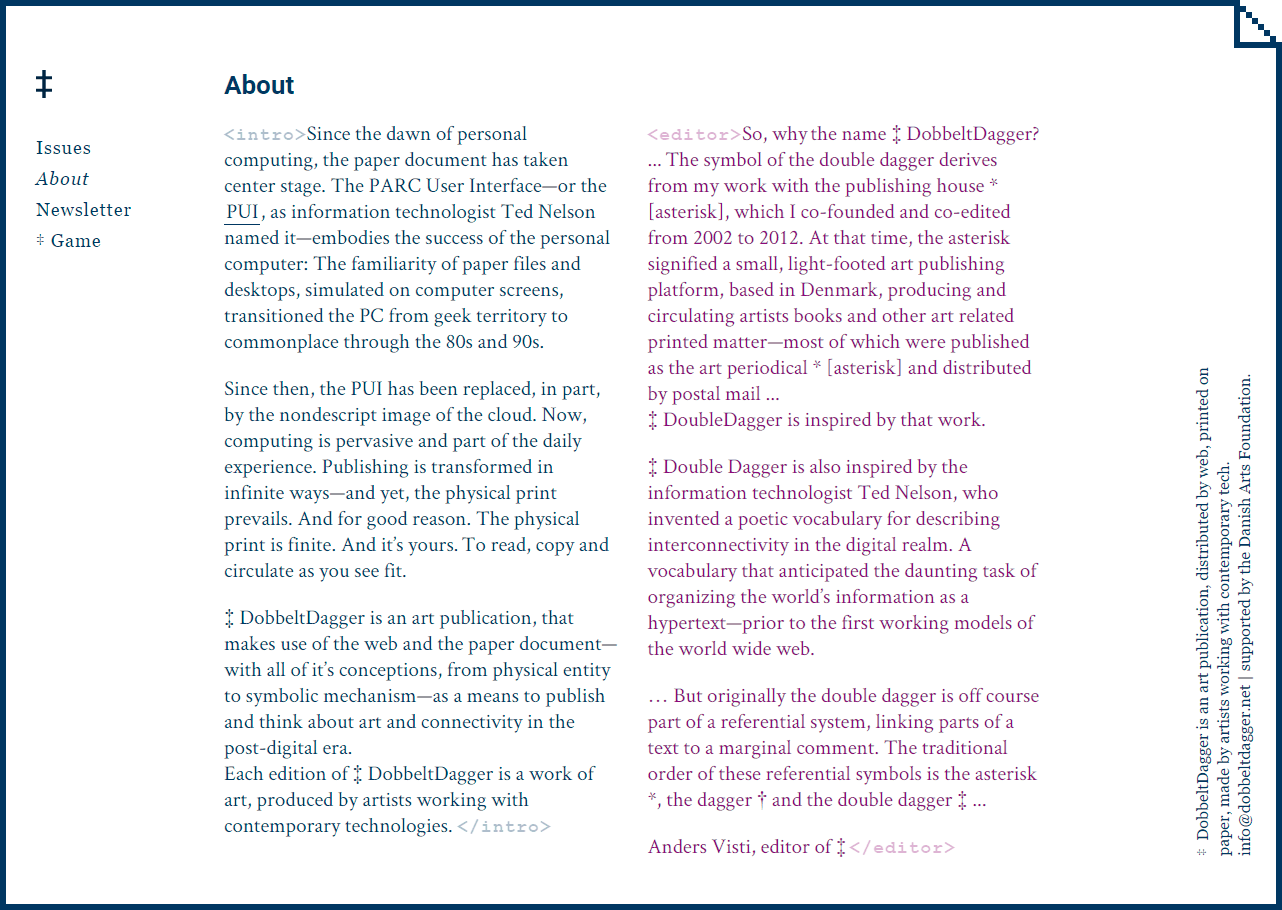 ‡
Issues
About
Newsletter
‡ Game
About
<intro>Since the dawn of personal
computing, the paper document has taken
center stage. The PARC User Interface—or the
PUI, as information technologist Ted Nelson
named it—embodies the success of the personal
computer: The familiarity of paper files and
desktops, simulated on computer screens,
transitioned the PC from geek territory to
commonplace through the 80s and 90s.
Since then, the PUI has been replaced, in part,
by the nondescript image of the cloud. Now,
computing is pervasive and part of the daily
experience. Publishing is transformed in
infinite ways—and yet, the physical print
prevails. And for good reason. The physical
print is finite. And it’s yours. To read, copy and
circulate as you see fit.
‡ DobbeltDagger is an art publication, that
makes use of the web and the paper document—
with all of it’s conceptions, from physical entity
to symbolic mechanism—as a means to publish
and think about art and connectivity in the
post-digital era.
Each edition of ‡ DobbeltDagger is a work of
art, produced by artists working with
contemporary technologies. </intro>
<editor>So, why the name ‡ DobbeltDagger?
... The symbol of the double dagger derives
from my work with the publishing house *
[asterisk], which I co-founded and co-edited
from 2002 to 2012. At that time, the asterisk
signified a small, light-footed art publishing
platform, based in Denmark, producing and
circulating artists books and other art related
printed matter—most of which were published
as the art periodical * [asterisk] and distributed
by postal mail ...
‡ DoubleDagger is inspired by that work.
‡ Double Dagger is also inspired by the
information technologist Ted Nelson, who
invented a poetic vocabulary for describing
interconnectivity in the digital realm. A
vocabulary that anticipated the daunting task of
organizing the world’s information as a
hypertext—prior to the first working models of
the world wide web.
… But originally the double dagger is off course
part of a referential system, linking parts of a
text to a marginal comment. The traditional
order of these referential symbols is the asterisk
*, the dagger † and the double dagger ‡ ...
Anders Visti, editor of ‡ </editor>
‡ DobbeltDagger is an art publication, distributed by web, printed on
paper, made by artists working with contemporary tech.
info@dobbeltdagger.net | supported by the Danish Arts Foundation.